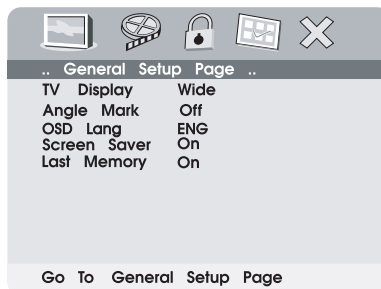 .. General Setup Page ..
TV Display Wide
Angle Mark Off
OSD Lang ENG
Screen Saver On
Last Memory On
Go To General Setup Page